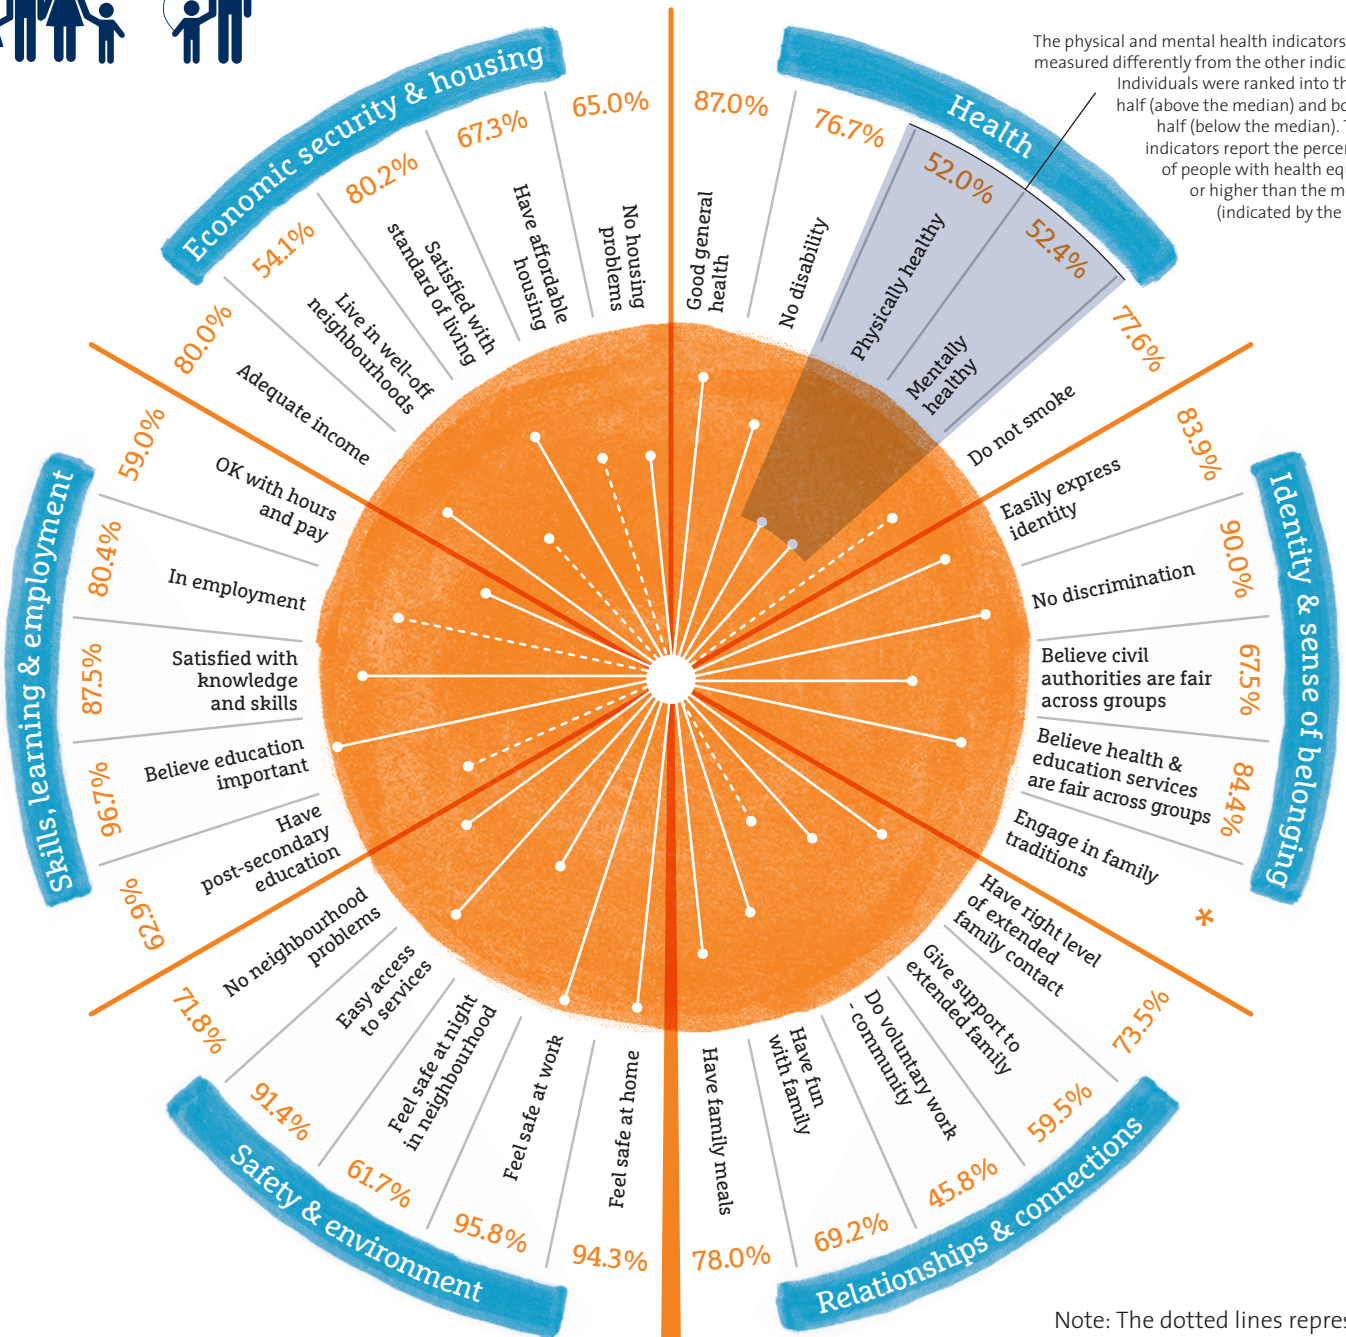 The physical and mental health indicators
measured differently from the other indic
Individuals were ranked into th
half (above the median) and bo
half (below the median). T
indicators report the percen
of people with health equ
or higher than the m
(indicated by the
Health
87.0%
Good general
health
76.7%
No disability
52.0%
Physically healthy
52.4%
Mentally
healthy
77.6%
Do not smoke
Identity & sense of belonging
83.9%
Easily express
identity
90.0%
No discrimination
67.5%
Believe civil
authorities are fair
across groups
84.4%
Believe health &
education services
are fair across groups
Engage in family
traditions
*
Relationships & connections
73.5%
Have right level
of extended
family contact
59.5%
Give support to
extended family
45.8%
Do voluntary work
- community
69.2%
Have fun
with family
78.0%
Have family meals
Safety & environment
94.3%
Feel safe at home
95.8%
Feel safe at work
61.7%
Feel safe at night
in neighbourhood
91.4%
Easy access
to services
71.8%
No neighbourhood
problems
Skills, learning & employment
62.9%
Have
post-secondary
education
96.7%
Believe education
important
87.5%
Satisfied with
knowledge
and skills
80.4%
In employment
59.0%
OK with hours
and pay
Economic security & housing
80.0%
Adequate income
54.1%
Live in well-off
neighbourhoods
80.2%
Satisfied with
standard of living
67.3%
Have affordable
housing
65.0%
No housing
problems
Note: The dotted lines repres